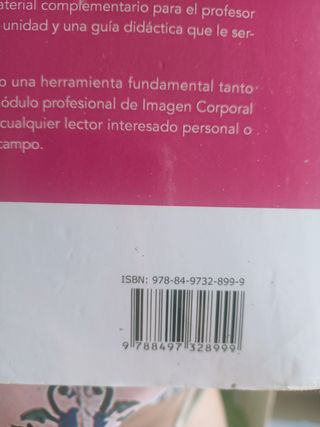 aterial complementario para el profesor
unidad y una guía didáctica que le ser-
o una herramienta fundamental tanto
ódulo profesional de Imagen Corporal
cualquier lector interesado personal o
campo.
ISBN: 978-84-9732-899-9
9 788497 328999